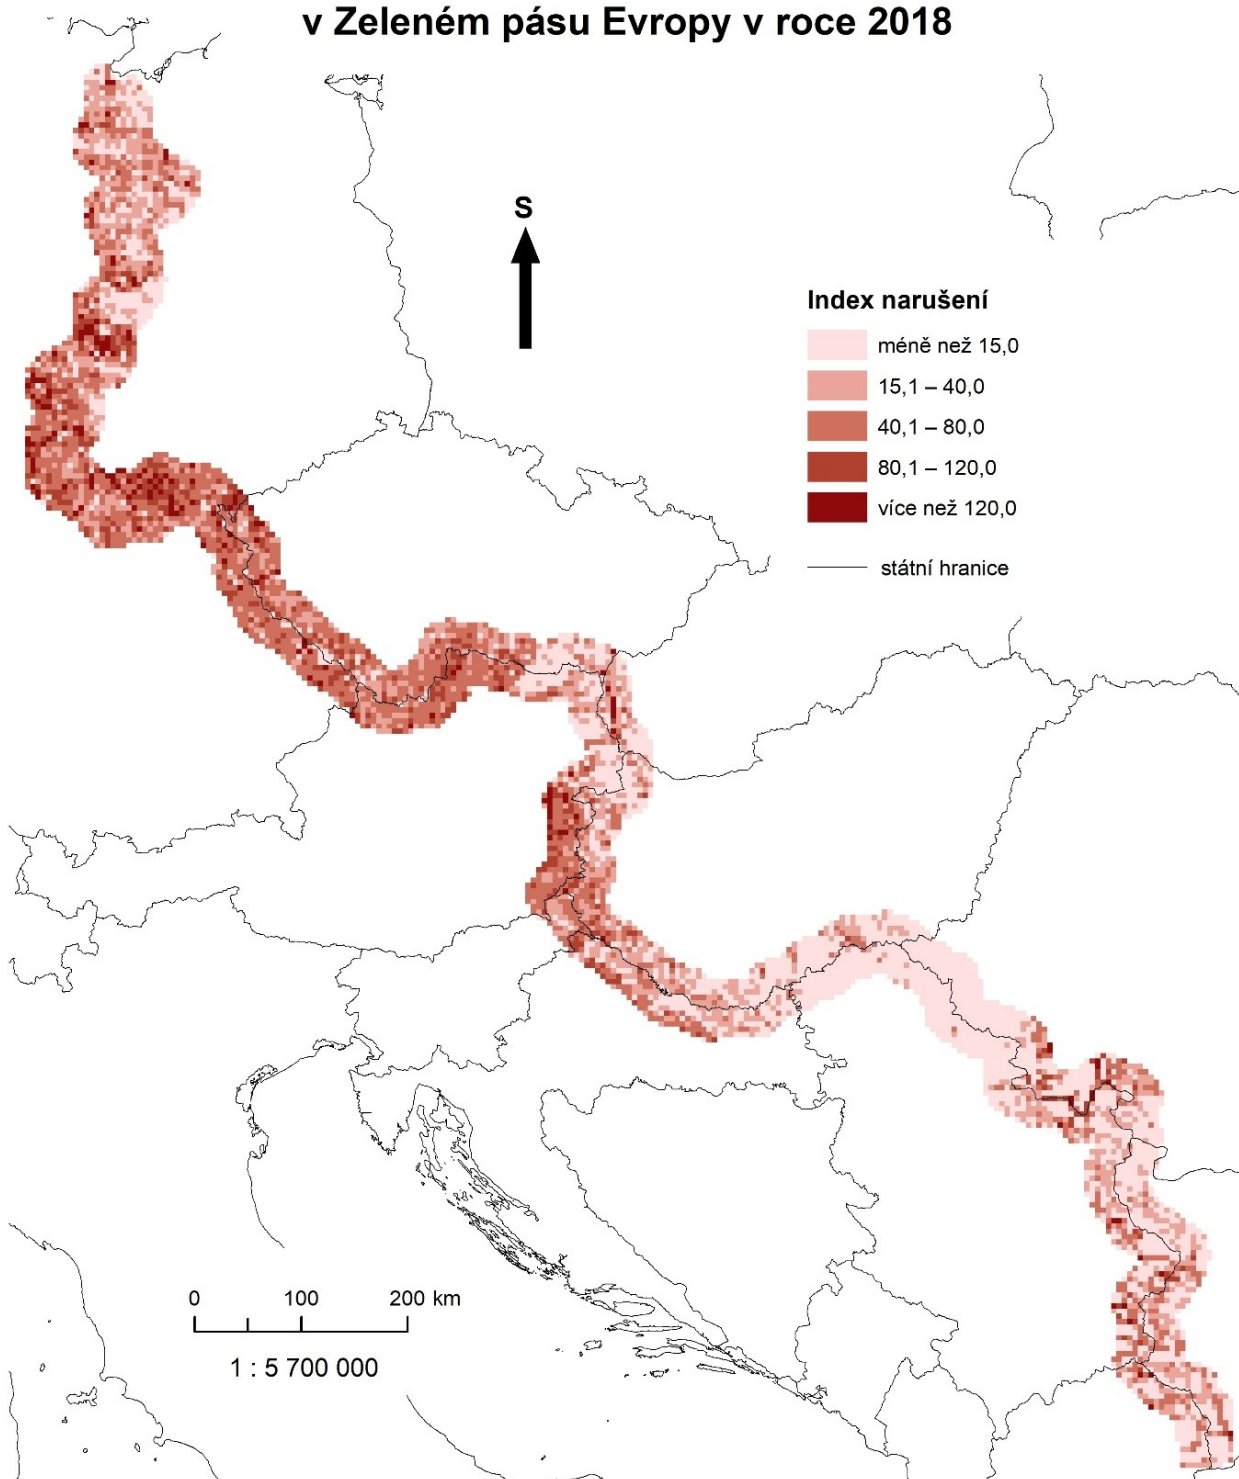 v Zeleném pásu Evropy v roce 2018
S
Index narušení
méně než 15,0
15,1 – 40,0
40,1 – 80,0
80,1 – 120,0
více než 120,0
státní hranice
0 100 200 km
1 : 5 700 000